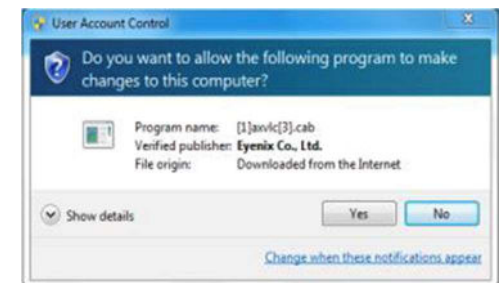 User Account Control
Do you want to allow the following program to make
changes to this computer?
Program name: [1]axvlc[3].cab
Verified publisher: Eyenix Co., Ltd.
File origin: Downloaded from the Internet
Show details
Yes
No
Change when these notifications appear